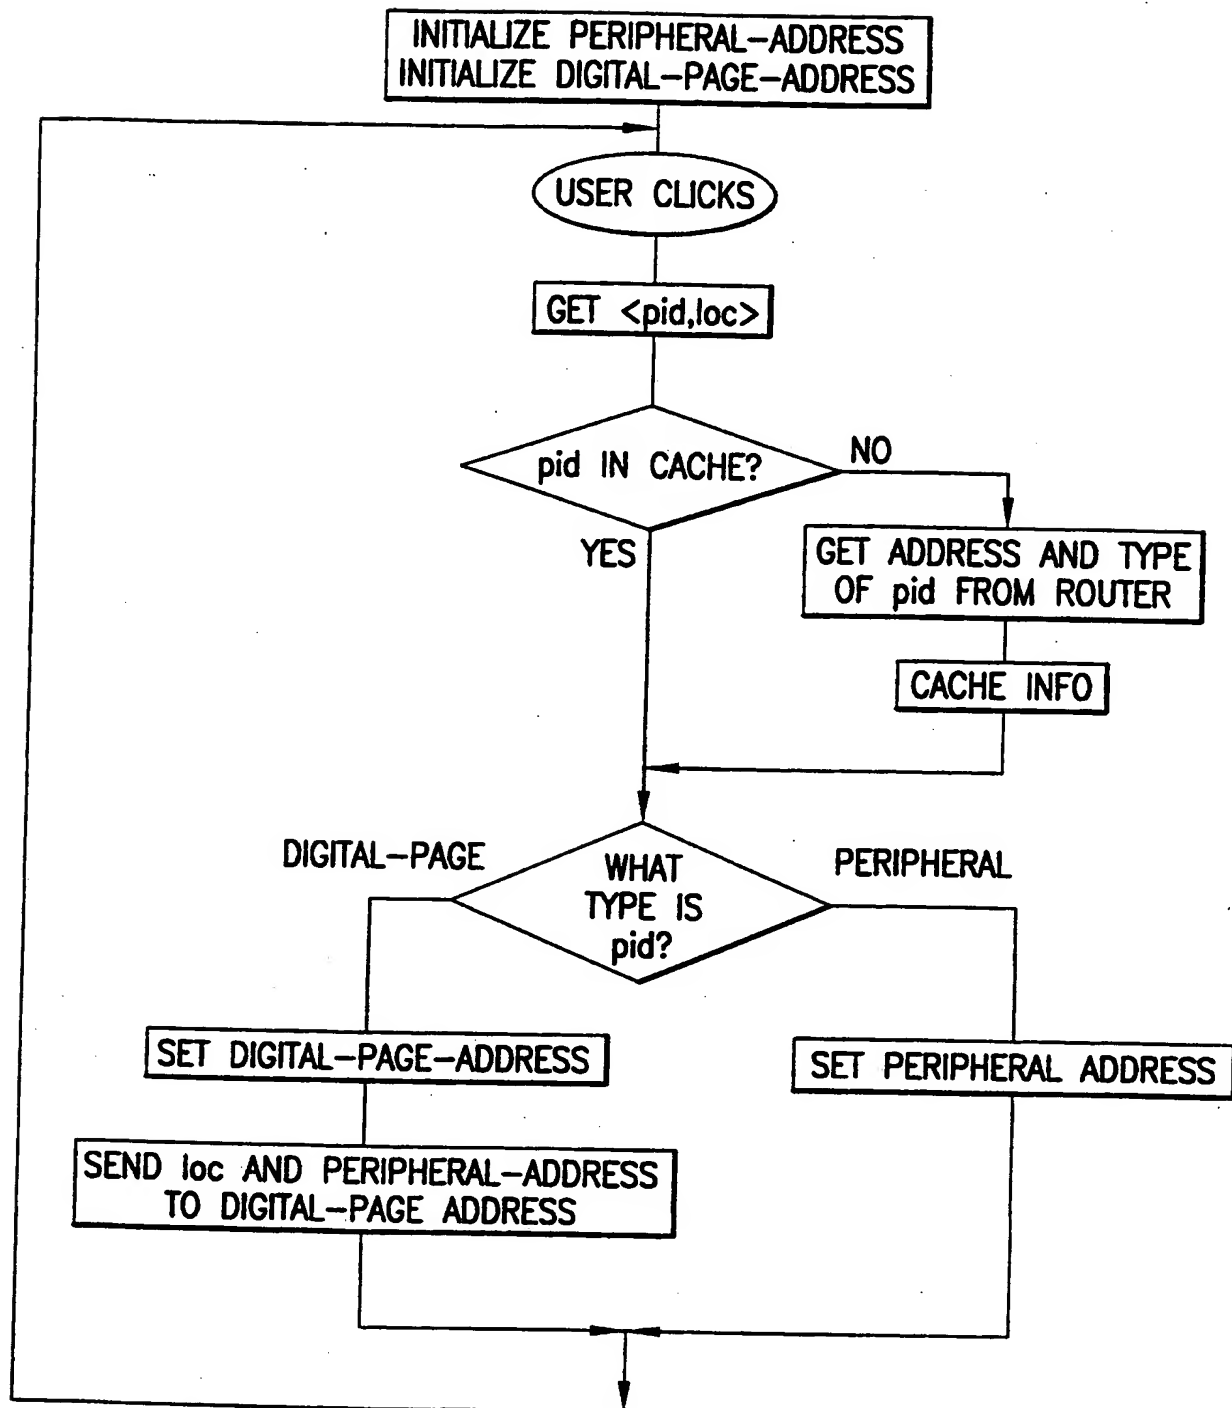 INITIALIZE PERIPHERAL-ADDRESS
INITIALIZE DIGITAL-PAGE-ADDRESS
USER CLICKS
GET <pid,loc>
pid IN CACHE?
NO
YES
GET ADDRESS AND TYPE
OF pid FROM ROUTER
CACHE INFO
DIGITAL-PAGE
WHAT
TYPE IS
pid?
PERIPHERAL
SET DIGITAL-PAGE-ADDRESS
SET PERIPHERAL ADDRESS
SEND loc AND PERIPHERAL-ADDRESS
TO DIGITAL-PAGE ADDRESS